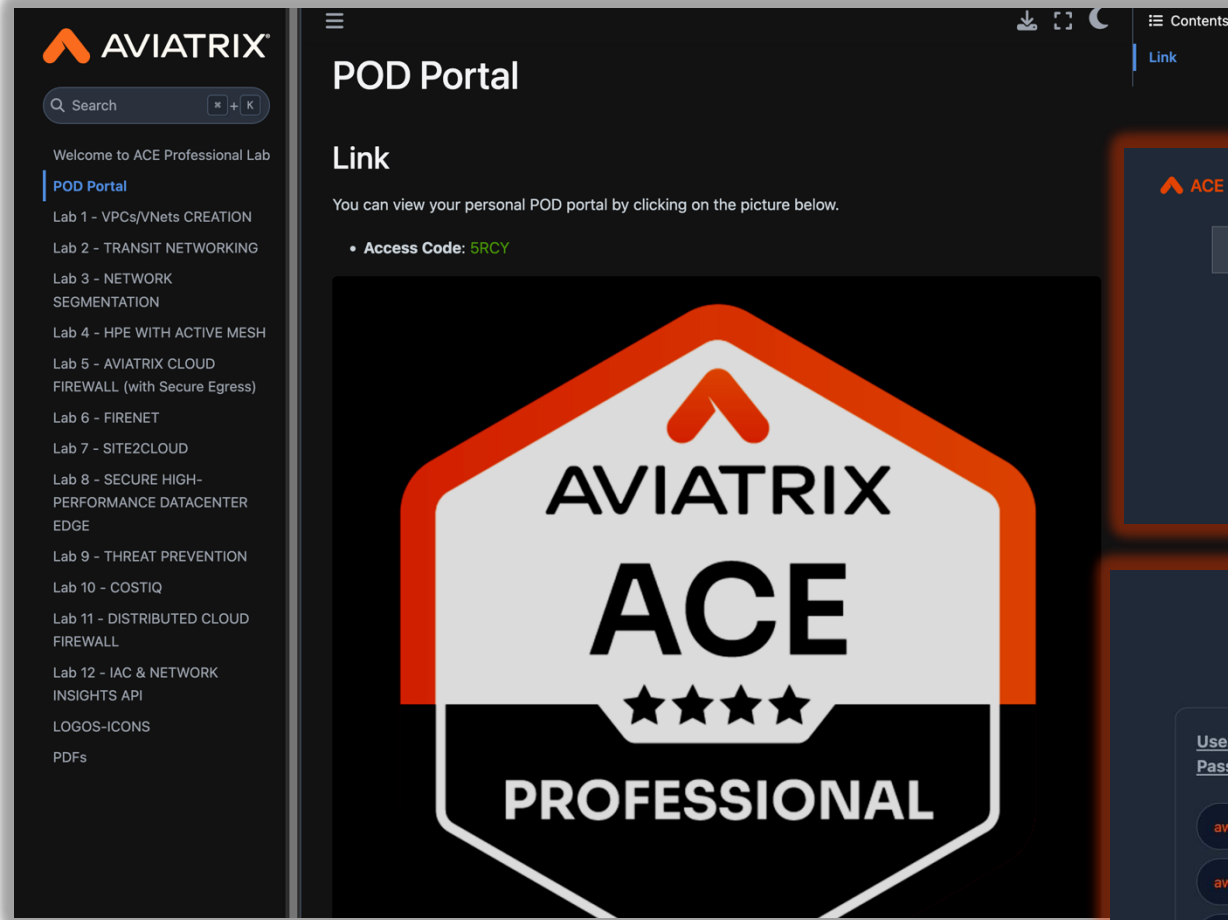 AVIATRIX
Search
⌘ + K
Welcome to ACE Professional Lab
POD Portal
Lab 1 - VPCs/VNets CREATION
Lab 2 - TRANSIT NETWORKING
Lab 3 - NETWORK
SEGMENTATION
Lab 4 - HPE WITH ACTIVE MESH
Lab 5 - AVIATRIX CLOUD
FIREWALL (with Secure Egress)
Lab 6 - FIRENET
Lab 7 - SITE2CLOUD
Lab 8 - SECURE HIGH-
PERFORMANCE DATACENTER
EDGE
Lab 9 - THREAT PREVENTION
Lab 10 - COSTIQ
Lab 11 - DISTRIBUTED CLOUD
FIREWALL
Lab 12 - IAC & NETWORK
INSIGHTS API
LOGOS-ICONS
PDFs
POD Portal
Link
You can view your personal POD portal by clicking on the picture below.
• Access Code: 5RCY
AVIATRIX
ACE
PROFESSIONAL
Contents
Link
ACE